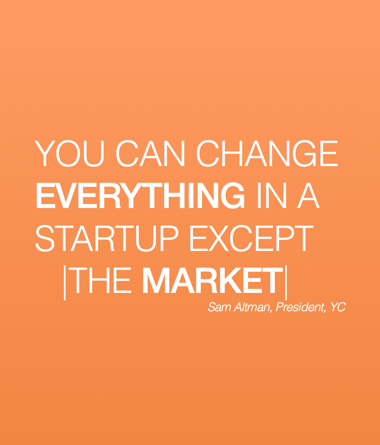 YOU CAN CHANGE
EVERYTHING IN A
STARTUP EXCEPT
|THE MARKET|
Sam Altman, President, YC